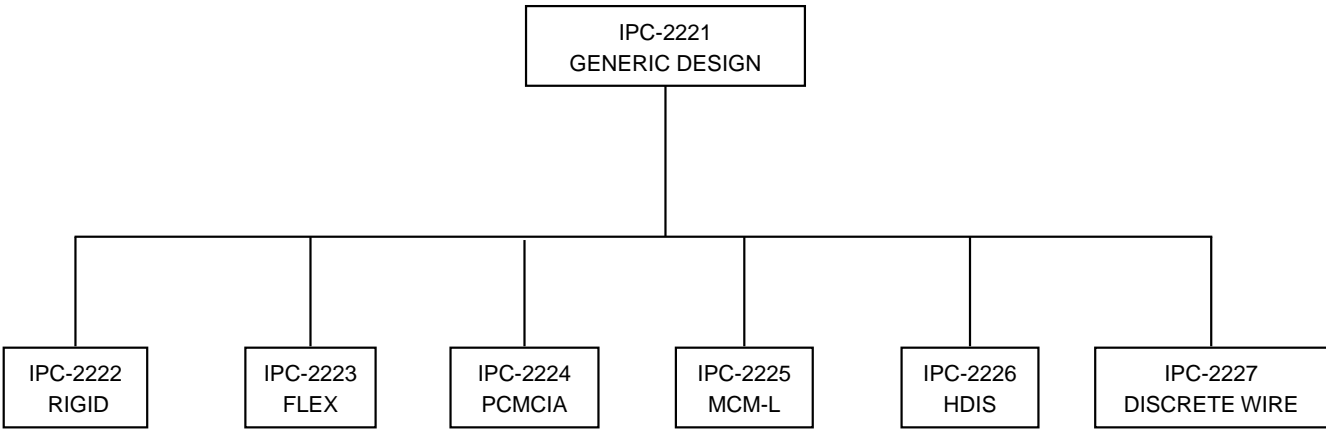 IPC-2221
GENERIC DESIGN
IPC-2222
RIGID
IPC-2223
FLEX
IPC-2224
PCMCIA
IPC-2225
MCM-L
IPC-2226
HDIS
IPC-2227
DISCRETE WIRE